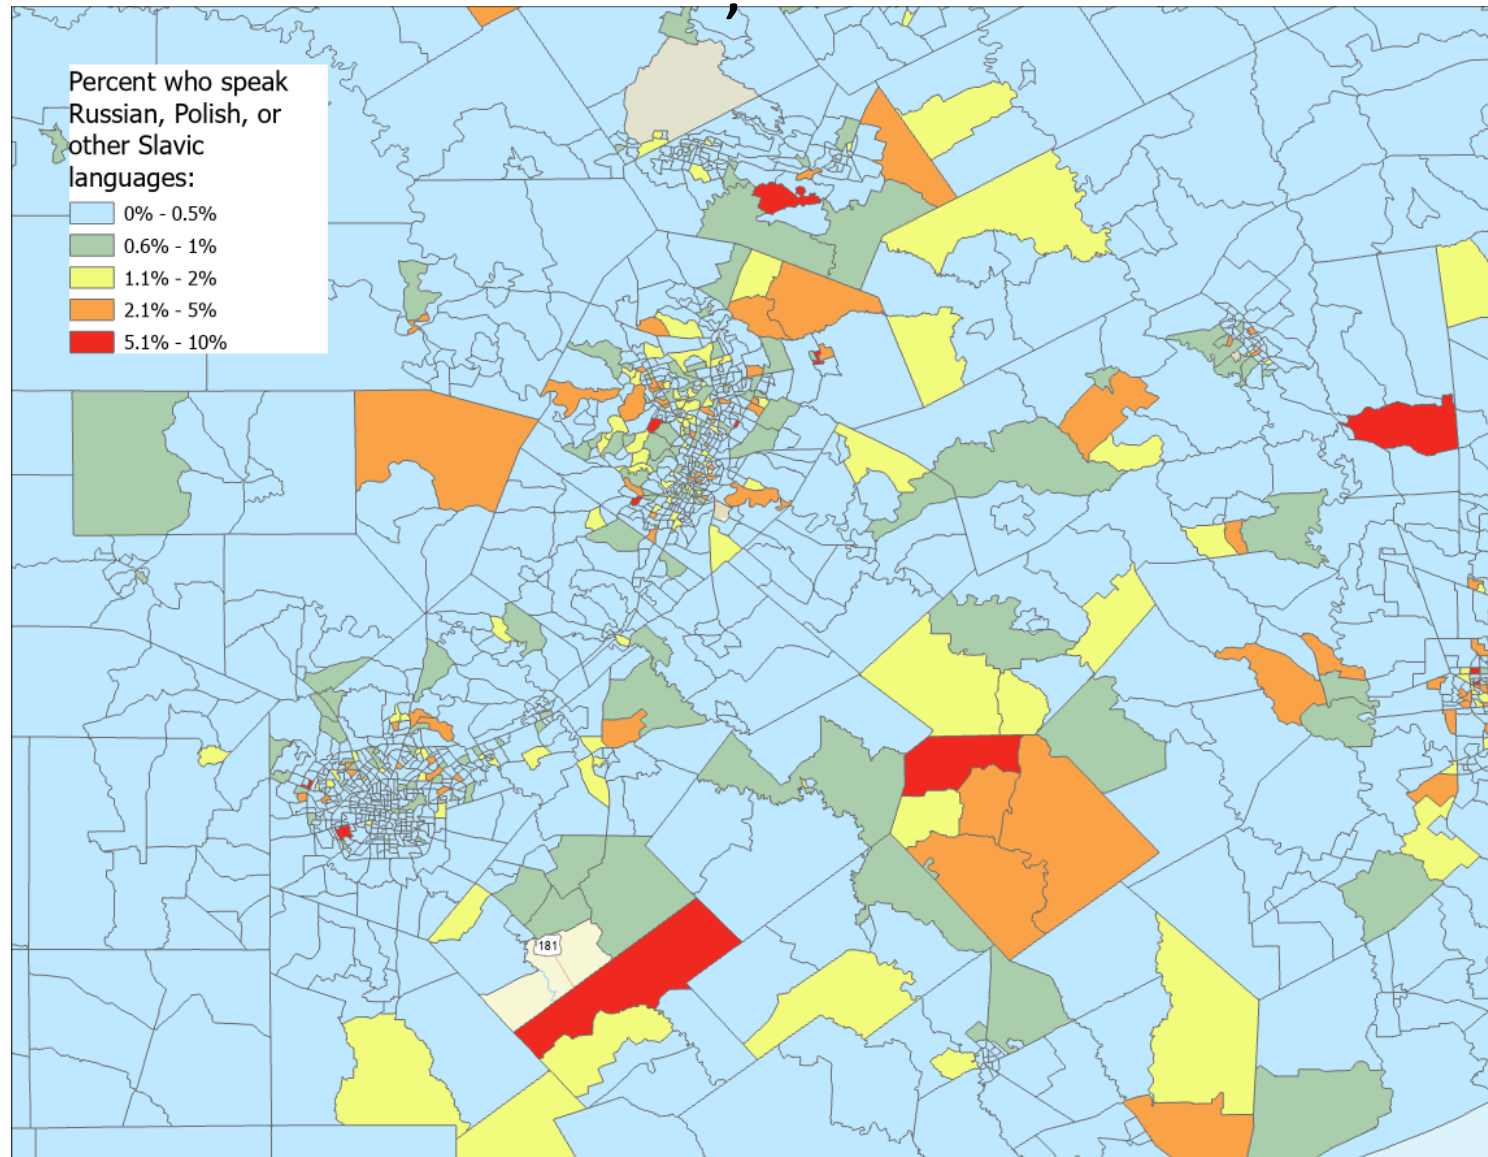 ,
Percent who speak
Russian, Polish, or
other Slavic
languages:
0% - 0.5%
0.6% - 1%
1.1% - 2%
2.1% - 5%
5.1% - 10%
181